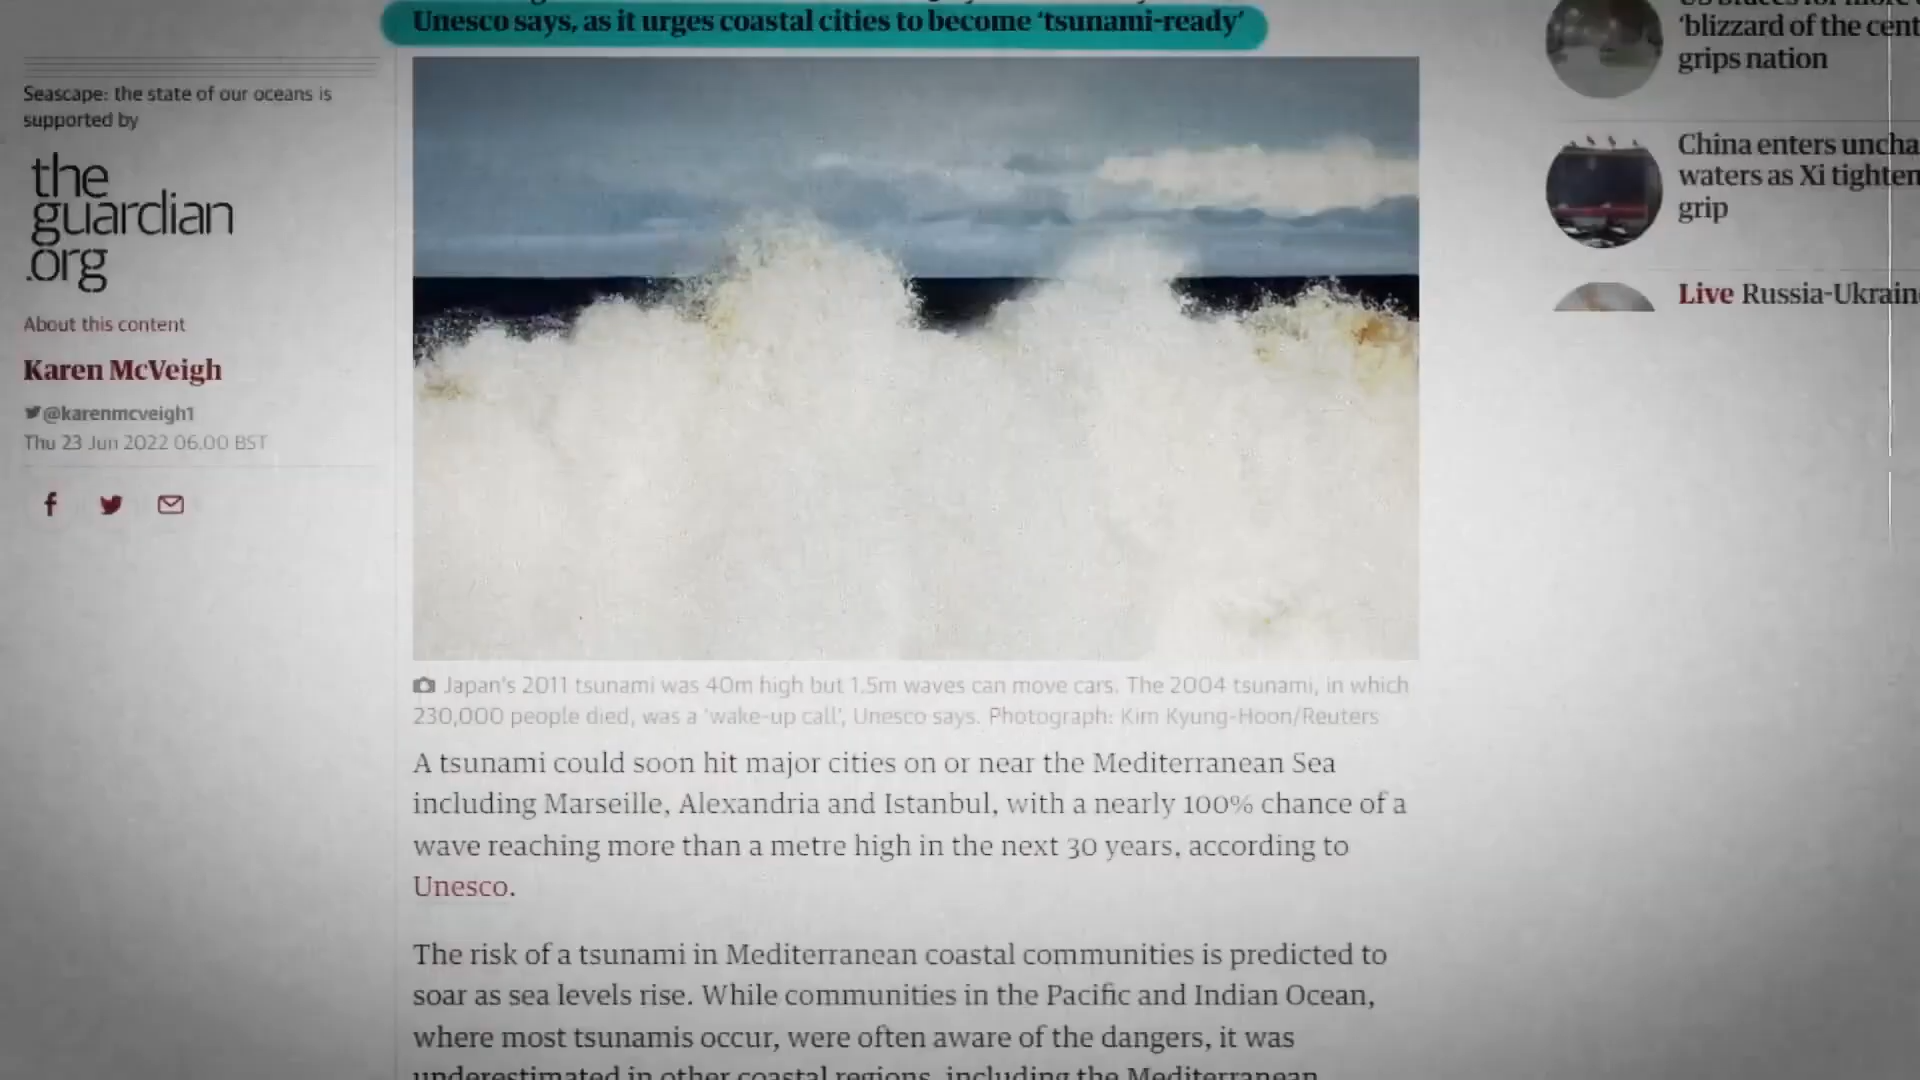 Unesco says, as it urges coastal cities to become ‘tsunami-ready’
Seascape: the state of our oceans is
supported by
the
guardian
.org
About this content
Karen McVeigh
@karenmcveigh1
Thu 23 Jun 2022 06.00 BST
Japan's 2011 tsunami was 40m high but 1.5m waves can move cars. The 2004 tsunami, in which
230,000 people died, was a ‘wake-up call’, Unesco says. Photograph: Kim Kyung-Hoon/Reuters
A tsunami could soon hit major cities on or near the Mediterranean Sea
including Marseille, Alexandria and Istanbul, with a nearly 100% chance of a
wave reaching more than a metre high in the next 30 years, according to
Unesco.
The risk of a tsunami in Mediterranean coastal communities is predicted to
soar as sea levels rise. While communities in the Pacific and Indian Ocean,
where most tsunamis occur, were often aware of the dangers, it was
underestimated in other coastal regions, including the Mediterranean
‘blizzard of the cent
grips nation
China enters uncha
waters as Xi tighten
grip
Live Russia-Ukrain